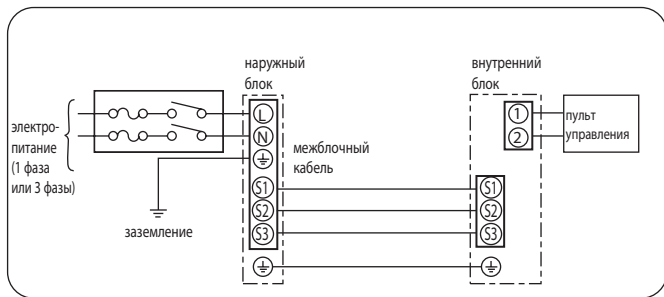 наружный
блок
внутренний
блок
электро-
питание
(1 фаза
или 3 фазы)
L
N
заземление
межблочный
кабель
S1
S2
S3
1
2
пульт
управления
S1
S2
S3